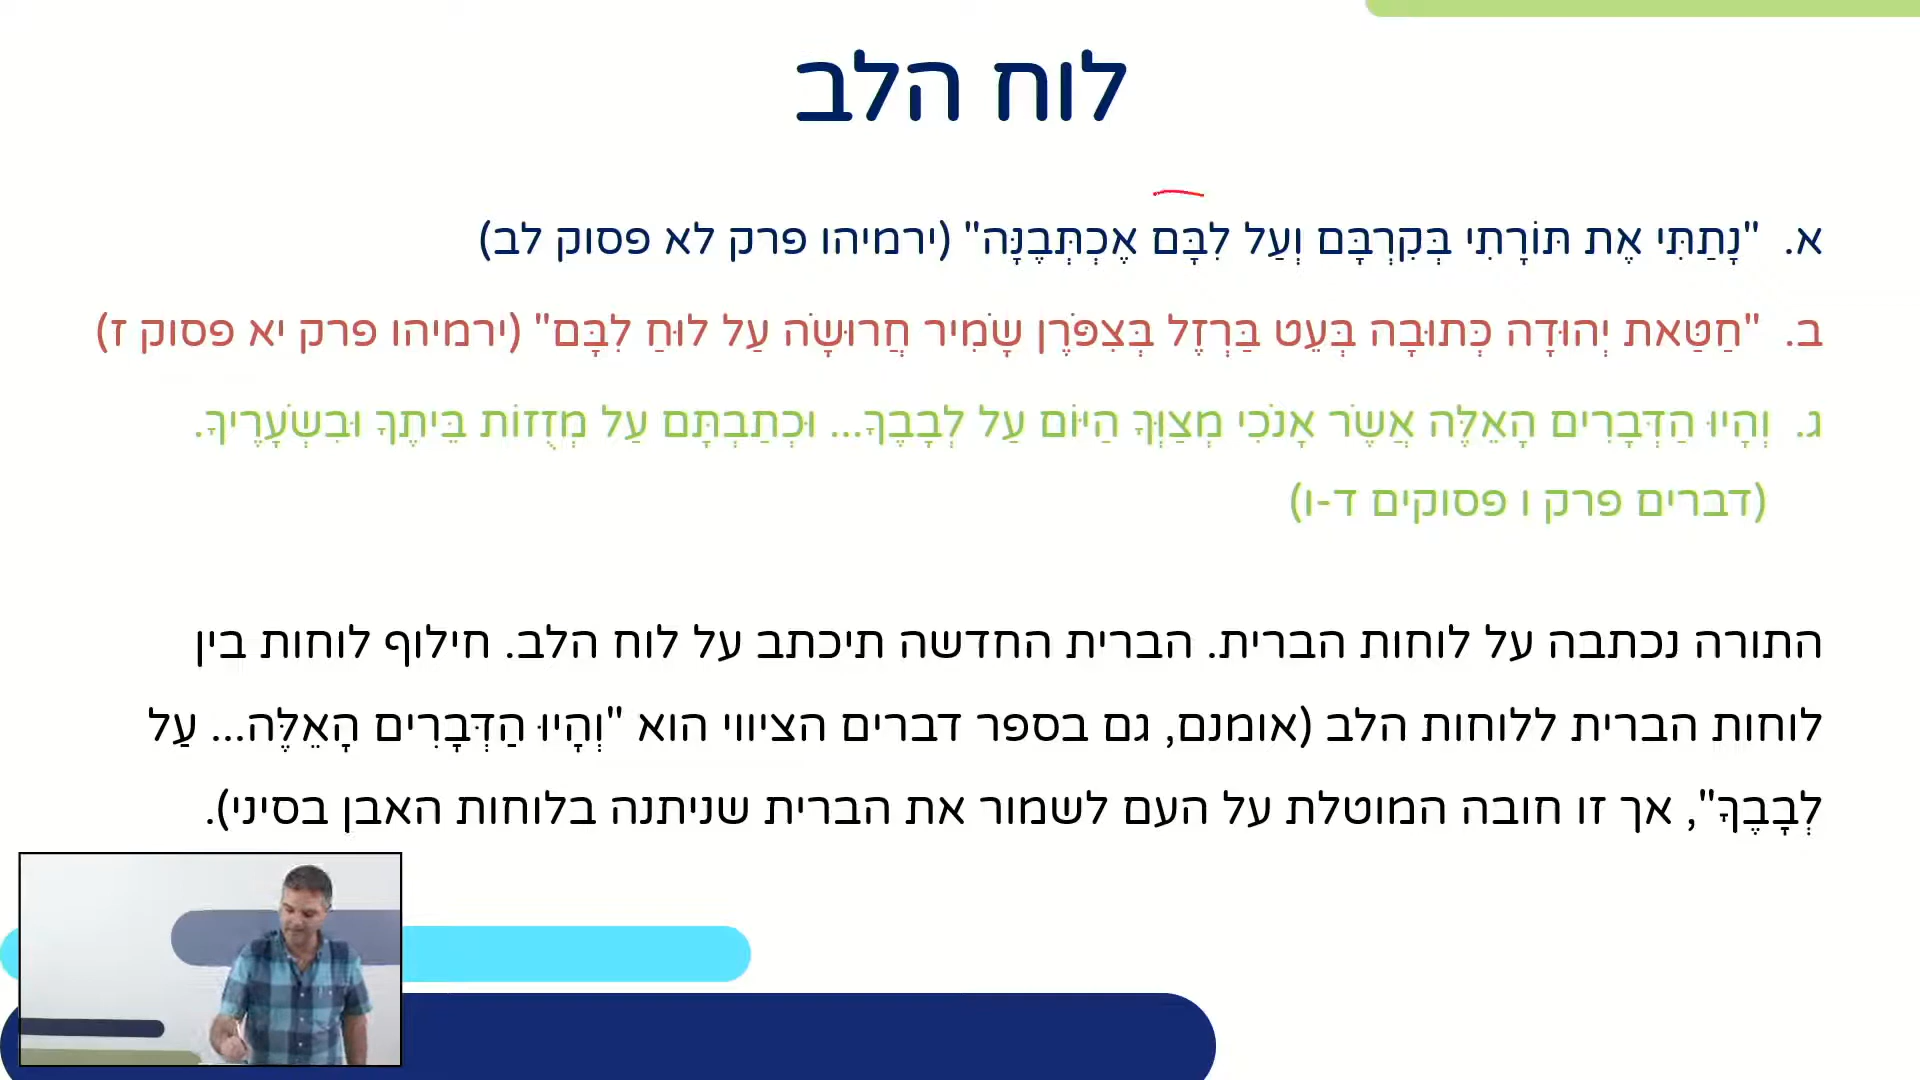 לוח הלב
א. "נָתַתִּי אֶת תּוֹרָתִי בְּקִרְבָּם וְעַל לִבָּם אֶכְתְּבֶנָּה" (ירמיהו פרק לא פסוק לב)
ב. "חַטַּאת יְהוּדָה כְּתוּבָה בְּעֵט בַּרְזֶל בְּצִפֹּרֶן שָׁמִיר חֲרוּשָׁה עַל לוּחַ לִבָּם" (ירמיהו פרק יא פסוק ז)
ג. וְהָיוּ הַדְּבָרִים הָאֵלֶּה אֲשֶׁר אָנֹכִי מְצַוְּךָ הַיּוֹם עַל לְבָבֶךָ... וּכְתַבְתָּם עַל מְזֻזוֹת בֵּיתֶךָ וּבִשְׁעָרֶיךָ.
(דברים פרק ו פסוקים ד-ו)
התורה נכתבה על לוחות הברית. הברית החדשה תיכתב על לוח הלב. חילוף לוחות בין
לוחות הברית ללוחות הלב (אומנם, גם בספר דברים הציווי הוא "וְהָיוּ הַדְּבָרִים הָאֵלֶּה... עַל
לְבָבֶךָ", אך זו חובה המוטלת על העם לשמור את הברית שניתנה בלוחות האבן בסיני).